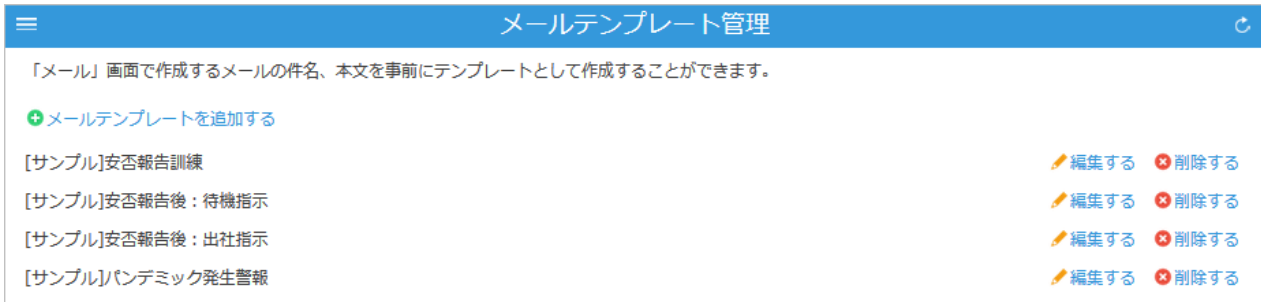 メールテンプレート管理
「メール」画面で作成するメールの件名、本文を事前にテンプレートとして作成することができます。
メールテンプレートを追加する
[サンプル]安否報告訓練 編集する 削除する
[サンプル]安否報告後：待機指示 編集する 削除する
[サンプル]安否報告後：出社指示 編集する 削除する
[サンプル]パンデミック発生警報 編集する 削除する